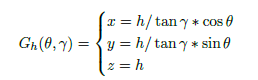 x = h/ tan γ * cos θ
G_h(θ, γ) = { y = h/ tan γ * sin θ
z = h